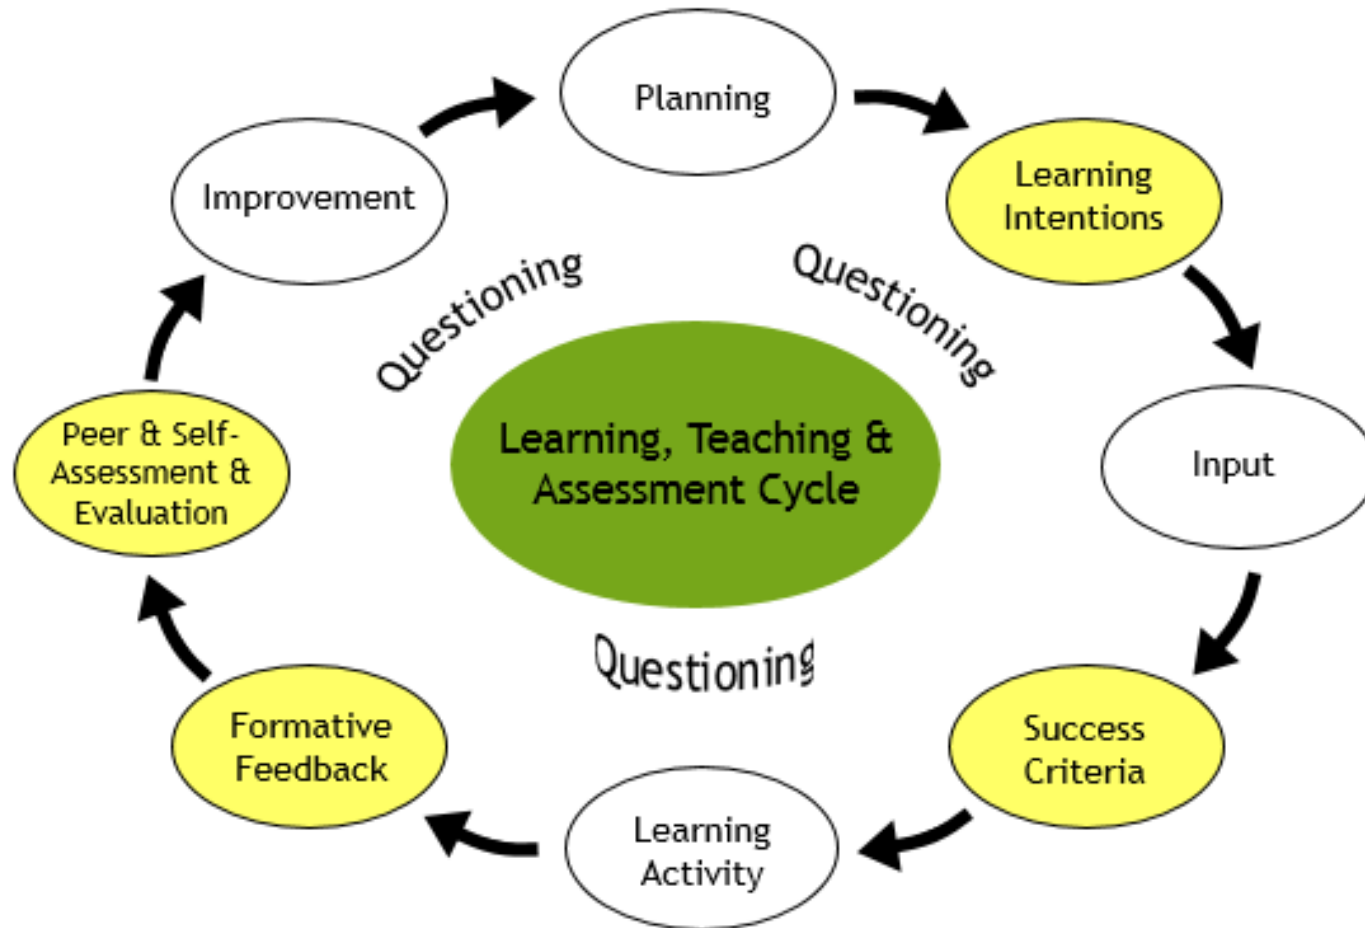 Planning
Learning
Intentions
Input
Success
Criteria
Learning
Activity
Formative
Feedback
Peer & Self-
Assessment &
Evaluation
Improvement
Questioning
Questioning
Questioning
Learning, Teaching &
Assessment Cycle